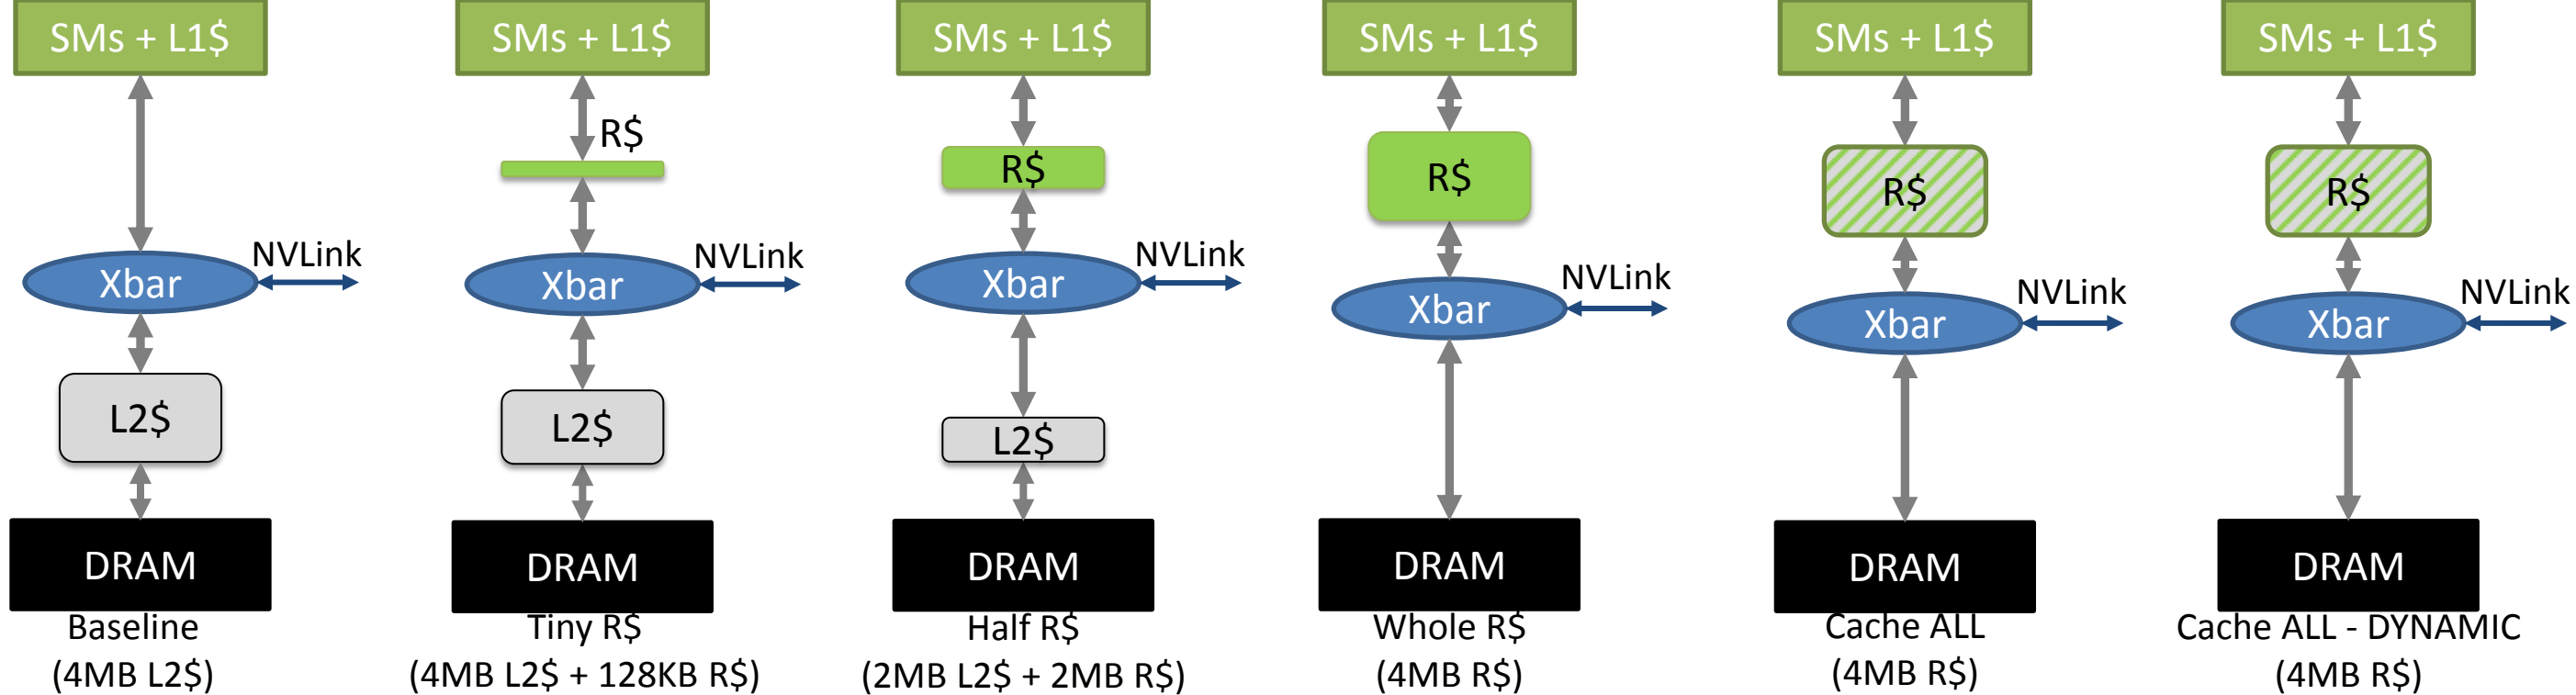 SMs + L1$
NVLink
Xbar
L2$
DRAM
Baseline
(4MB L2$)
SMs + L1$
R$
NVLink
Xbar
L2$
DRAM
Tiny R$
(4MB L2$ + 128KB R$)
SMs + L1$
R$
NVLink
Xbar
L2$
DRAM
Half R$
(2MB L2$ + 2MB R$)
SMs + L1$
R$
NVLink
Xbar
DRAM
Whole R$
(4MB R$)
SMs + L1$
R$
NVLink
Xbar
DRAM
Cache ALL
(4MB R$)
SMs + L1$
R$
NVLink
Xbar
DRAM
Cache ALL - DYNAMIC
(4MB R$)